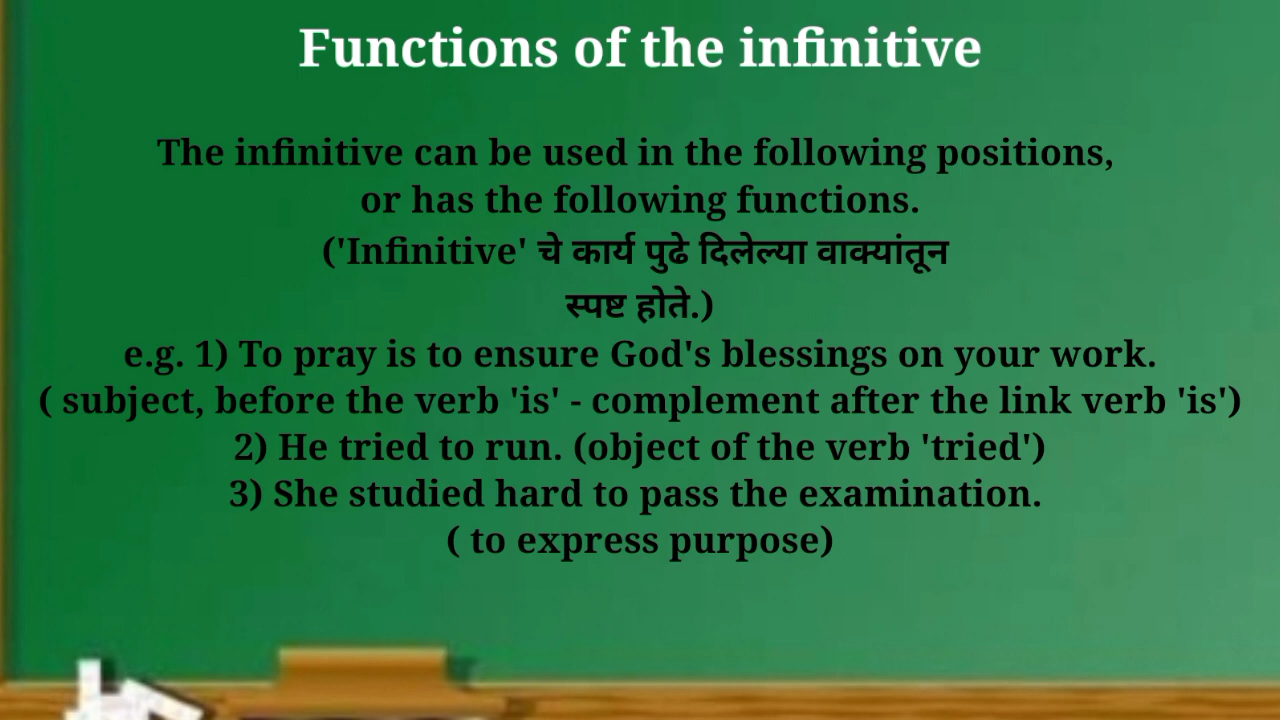 Functions of the infinitive
The infinitive can be used in the following positions,
or has the following functions.
('Infinitive' चे कार्य पुढे दिलेल्या वाक्यांतून
स्पष्ट होते.)
e.g. 1) To pray is to ensure God's blessings on your work.
( subject, before the verb 'is' - complement after the link verb 'is')
2) He tried to run. (object of the verb 'tried')
3) She studied hard to pass the examination.
( to express purpose)